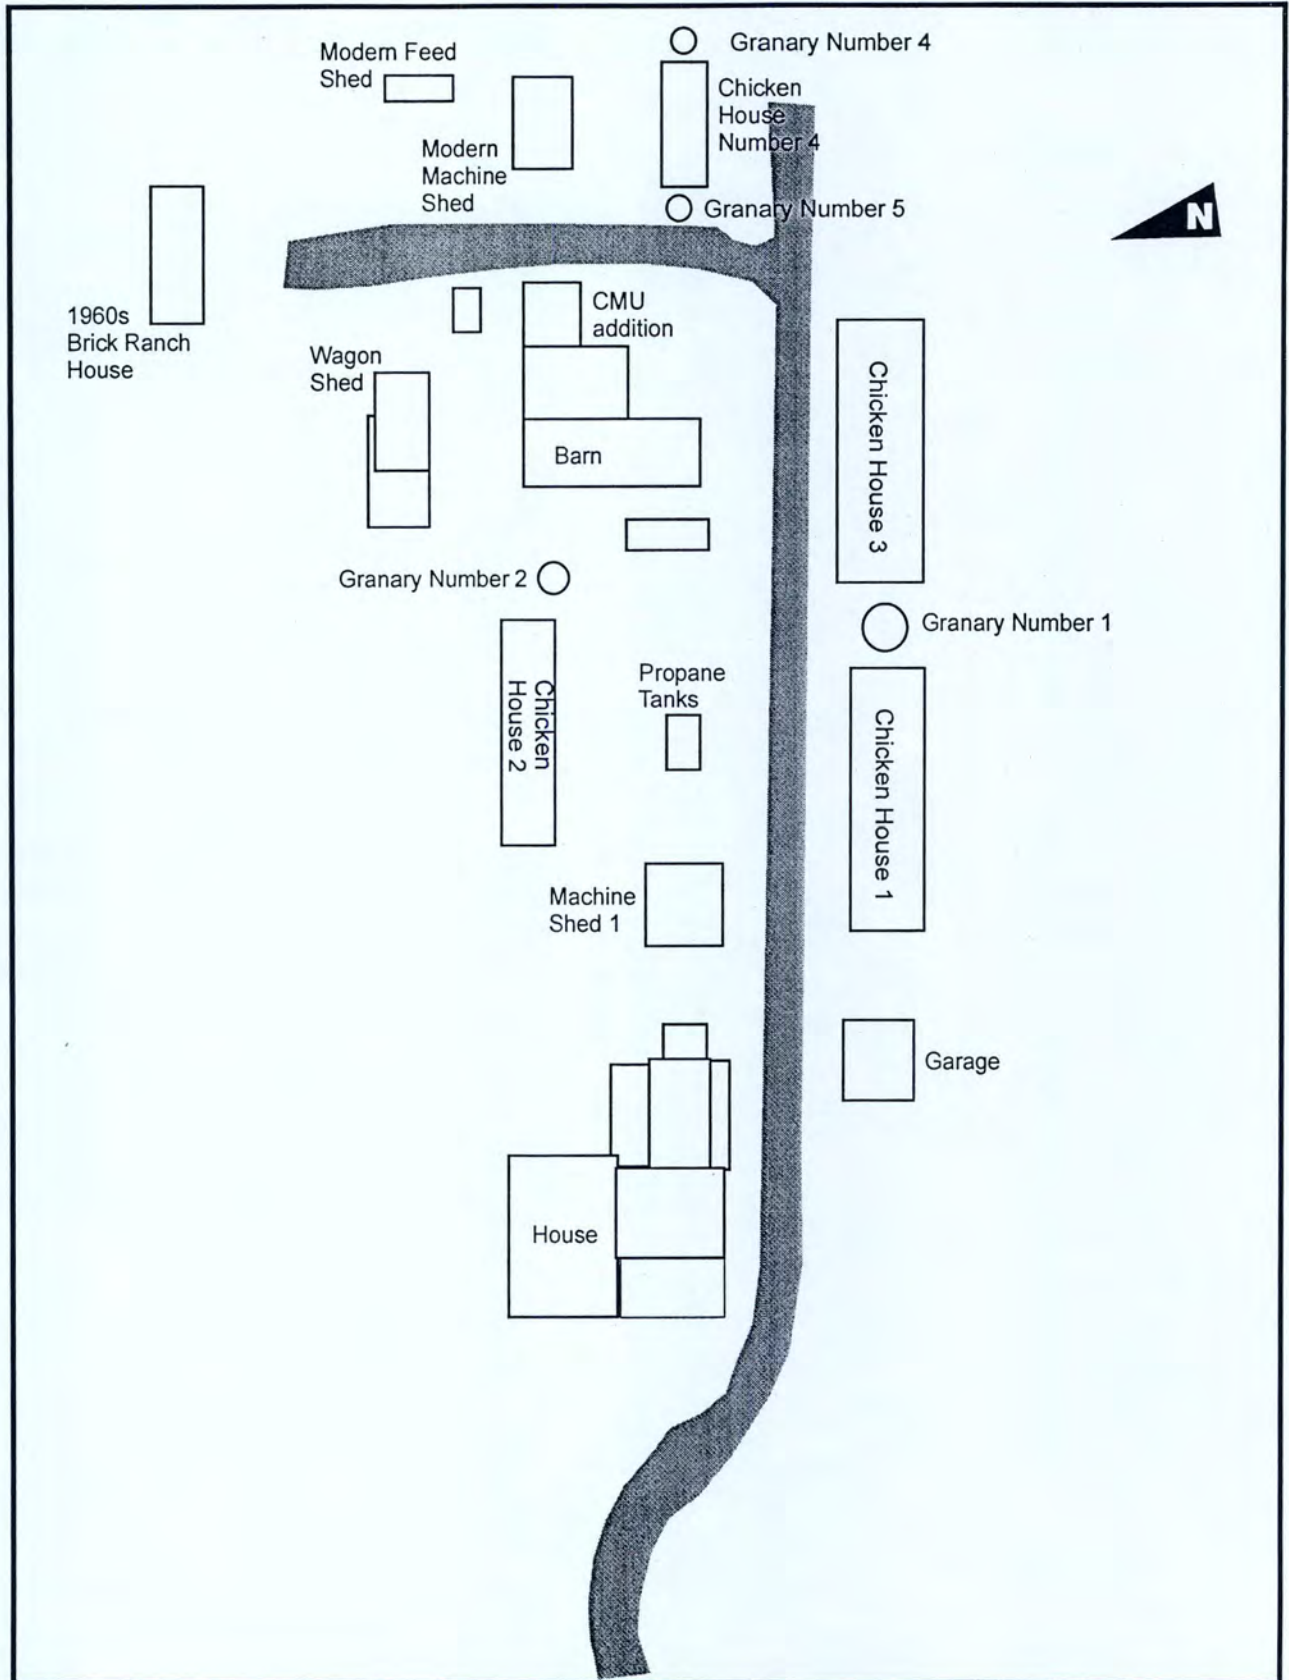 Granary Number 4
Modern Feed
Shed
Chicken
House
Number 4
Modern
Machine
Shed
Granary Number 5
N
1960s
Brick Ranch
House
CMU
addition
Wagon
Shed
Chicken House 3
Barn
Granary Number 2
Granary Number 1
Chicken
House 2
Propane
Tanks
Chicken House 1
Machine
Shed 1
Garage
House